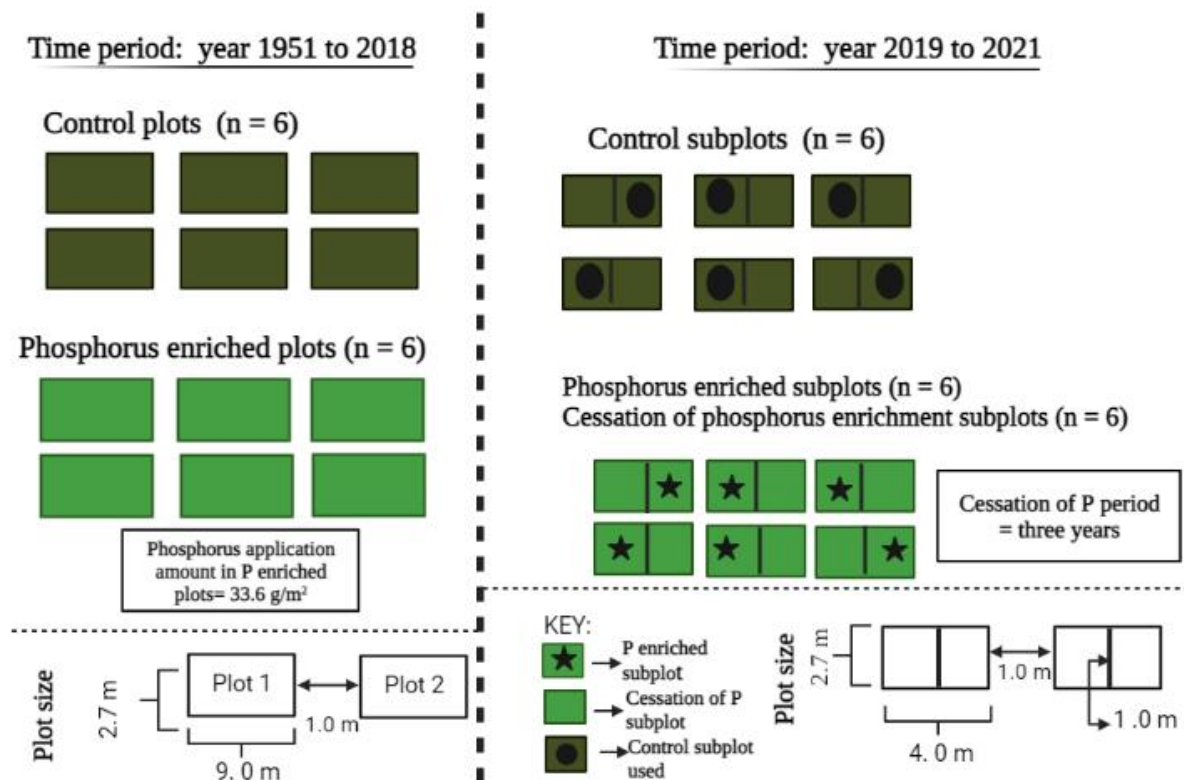 Time period: year 1951 to 2018
Control plots (n = 6)
Phosphorus enriched plots (n = 6)
Phosphorus application
amount in P enriched
plots= 33.6 g/m²
Plot size
2.7 m
Plot 1
Plot 2
1.0 m
9. 0 m
Time period: year 2019 to 2021
Control subplots (n = 6)
Phosphorus enriched subplots (n = 6)
Cessation of phosphorus enrichment subplots (n = 6)
Cessation of P period
= three years
KEY:
P enriched
subplot
Cessation of P
subplot
Control subplot
used
Plot size
2.7 m
1.0 m
1.0 m
4.0 m